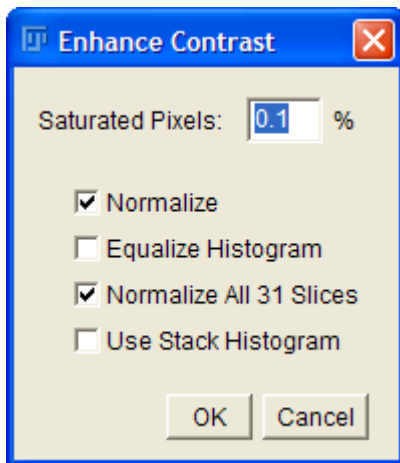 Enhance Contrast
Saturated Pixels: 0.1 %
Normalize
Equalize Histogram
Normalize All 31 Slices
Use Stack Histogram
OK Cancel